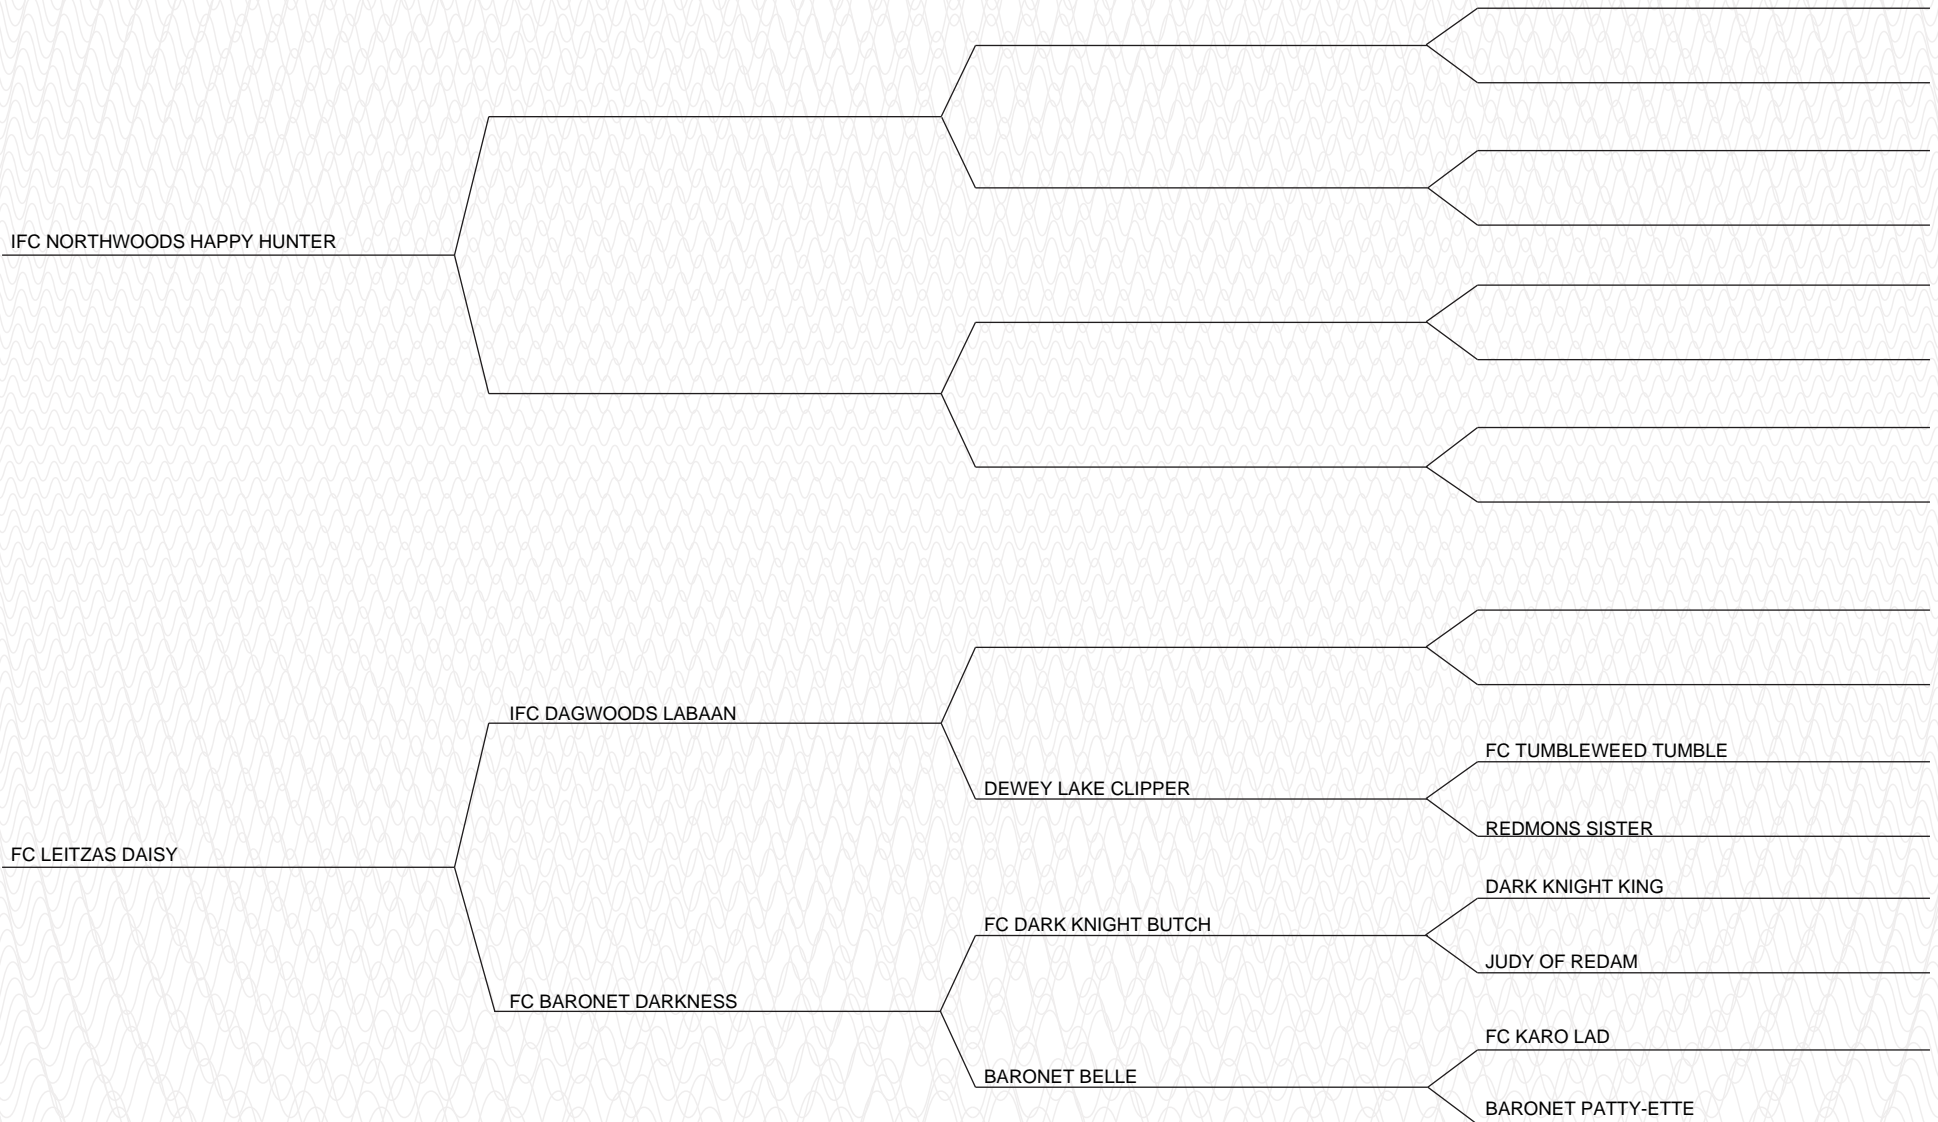 IFC NORTHWOODS HAPPY HUNTER
IFC DAGWOODS LABAAN
FC TUMBLEWEED TUMBLE
DEWEY LAKE CLIPPER
REDMONS SISTER
FC LEITZAS DAISY
DARK KNIGHT KING
FC DARK KNIGHT BUTCH
JUDY OF REDAM
FC BARONET DARKNESS
FC KARO LAD
BARONET BELLE
BARONET PATTY-ETTE